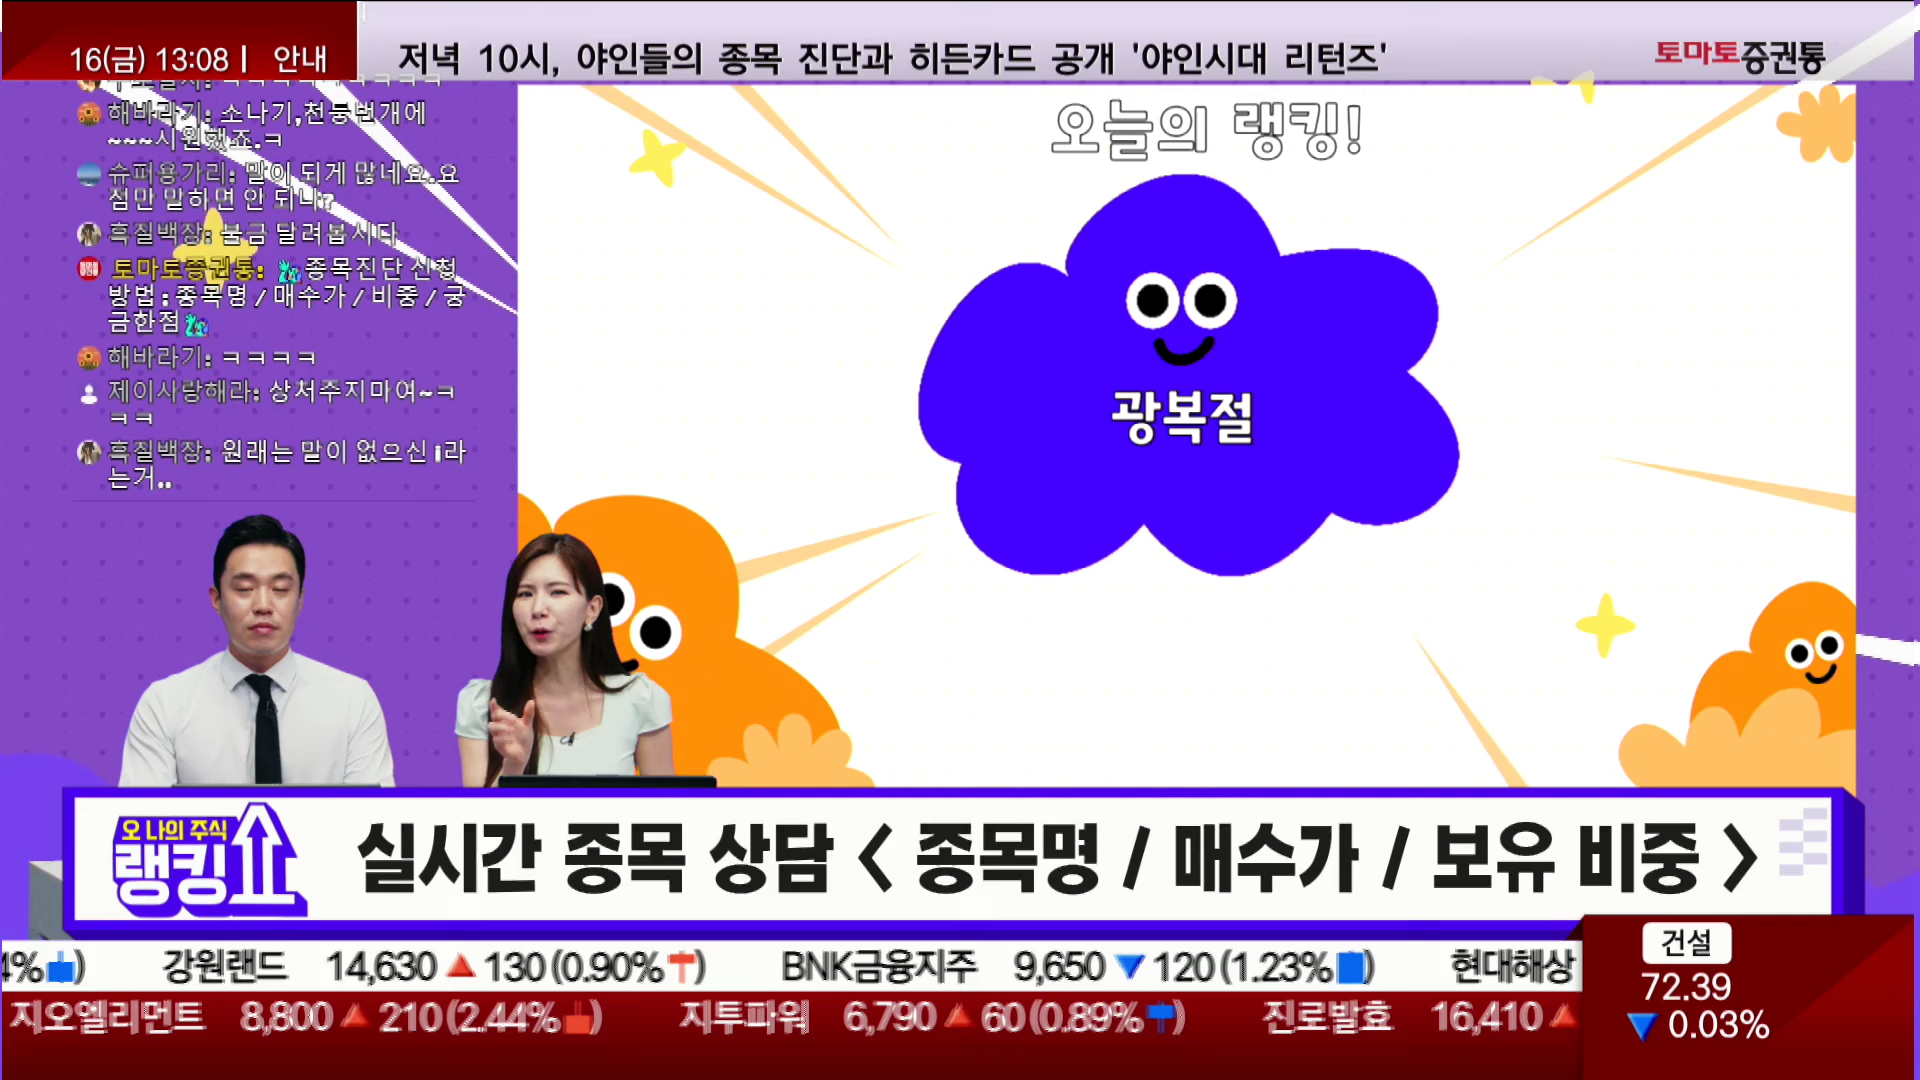 16(금) 13:08 | 안내
저녁 10시, 야인들의 종목 진단과 히든카드 공개 '야인시대 리턴즈'
토마토증권통
해바라기: 소나기,천둥번개에
~~~시원했죠.ㅋ
슈퍼용가리: 말이 되게 많네요.요
점만 말하면 안 되나?
흑질백장: 불금 달려봅시다
토마토증권통: 종목진단 신청
방법 : 종목명 / 매수가 / 비중 / 궁
금한점
해바라기: ㅋㅋㅋㅋ
제이사랑해라: 상처주지마여~ㅋ
ㅋㅋ
흑질백장: 원래는 말이 없으신 i라
는거..
오늘의 랭킹!
광복절
오 나의 주식
랭킹쇼
실시간 종목 상담 < 종목명 / 매수가 / 보유 비중 >
4% ) 강원랜드 14,630 ▲ 130 (0.90%↑) BNK금융지주 9,650 ▼ 120 (1.23% ) 현대해상
지오엘리먼트 8,800 ▲ 210 (2.44% ) 지투파워 6,790 ▲ 60 (0.89% ) 진로발효 16,410 ▲
건설
72.39
▼ 0.03%